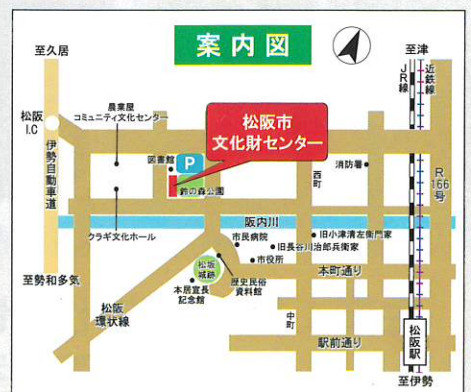 案内図
至久居
至津
近鉄線
JR線
松阪
I.C
農業屋
コミュニティ文化センター
松阪市
文化財センター
図書館
P
鈴の森公園
西町
消防署
R
166
号
伊勢自動車道
阪内川
クラギ文化ホール
市民病院
旧小津清左衛門家
旧長谷川治郎兵衛家
市役所
松坂
城跡
本町通り
至勢和多気
歴史民俗
資料館
本居宣長
記念館
松阪
環状線
中町
駅前通り
松阪駅
至伊勢